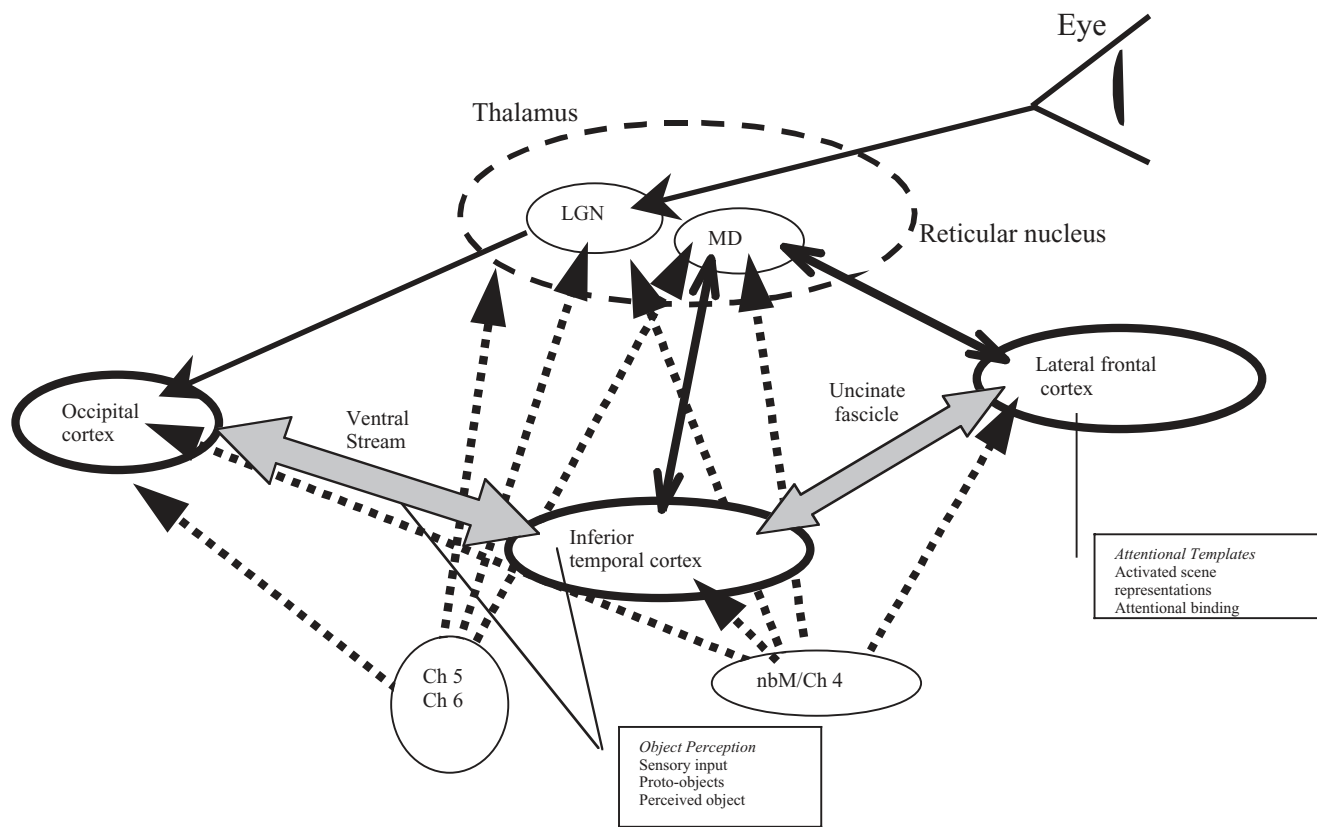 Eye
Thalamus
LGN
MD
Reticular nucleus
Lateral frontal
cortex
Uncinate
fascicle
Occipital
cortex
Ventral
Stream
Inferior
temporal cortex
Attentional Templates
Activated scene
representations
Attentional binding
Ch 5
Ch 6
nbM/Ch 4
Object Perception
Sensory input
Proto-objects
Perceived object